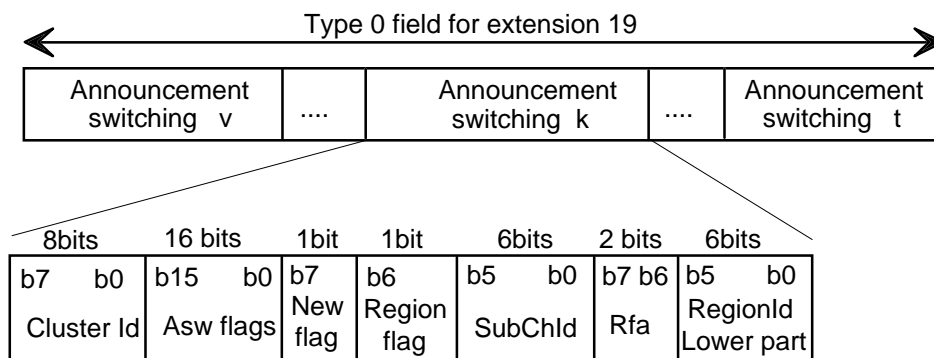 Type 0 field for extension 19
Announcement switching v
....
Announcement switching k
....
Announcement switching t
8bits 16 bits 1bit 1bit 6bits 2 bits 6bits
b7 b0 b15 b0 b7 b6 b5 b0 b7 b6 b5 b0
Cluster Id
Asw flags
New
flag
Region
flag
SubChId
Rfa
RegionId
Lower part